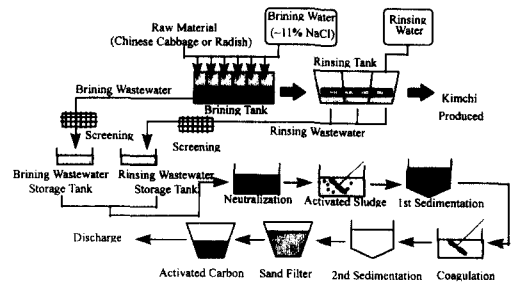 Raw Material
(Chinese Cabbage or Radish)
Brining Water
(~11% NaCl)
Rinsing
Water
Rinsing Tank
Brining Wastewater
Brining Tank
Kimchi
Produced
Screening
Rinsing Wastewater
Screening
Brining Wastewater
Storage Tank
Rinsing Wastewater
Storage Tank
Neutralization
Activated Sludge
1st Sedimentation
Discharge
Activated Carbon
Sand Filter
2nd Sedimentation
Coagulation